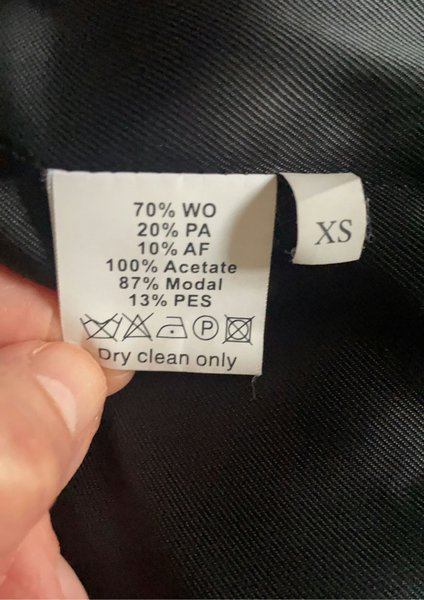 70% WO
20% PA
10% AF
100% Acetate
87% Modal
13% PES
P
Dry clean only
XS